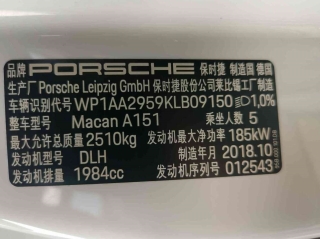 品牌 PORSCHE 保时捷 制造国 德国
生产厂 Porsche Leipzig GmbH 保时捷股份公司莱比锡工厂制造
车辆识别代号 WP1AA2959KLB09150 1,0%
整车型号 Macan A151 乘坐人数 5
最大允许总质量 2510kg 发动机最大净功率 185kW
发动机型号 DLH 制造年月 2018.10
发动机排量 1984cc 发动机序列号 012543